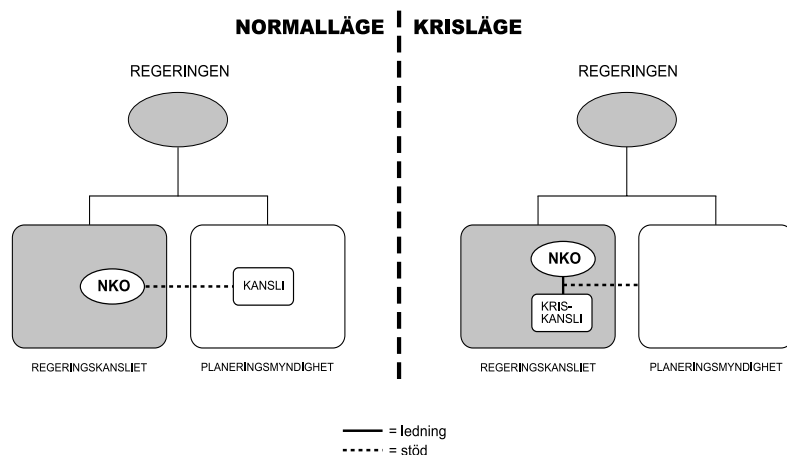 NORMALLÄGE
KRISLÄGE
REGERINGEN
REGERINGEN
NKO
KANSLI
NKO
KRIS-
KANSLI
REGERINGSKANSLIET
PLANERINGSMYNDIGHET
REGERINGSKANSLIET
PLANERINGSMYNDIGHET
= ledning
= stöd